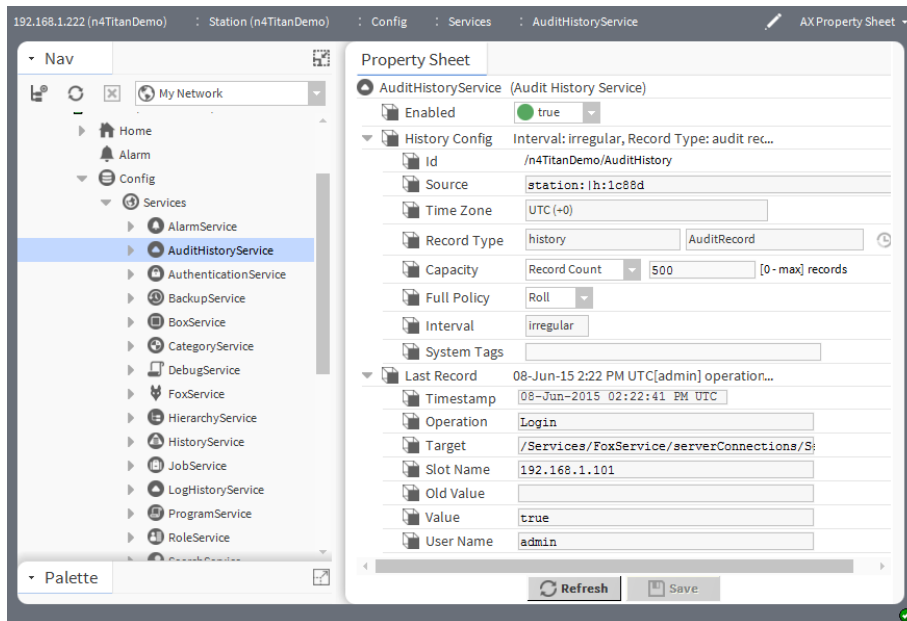 192.168.1.222 (n4TitanDemo) : Station (n4TitanDemo) : Config : Services : AuditHistoryService AX Property Sheet
Nav
My Network
Home
Alarm
Config
Services
AlarmService
AuditHistoryService
AuthenticationService
BackupService
BoxService
CategoryService
DebugService
FoxService
HierarchyService
HistoryService
JobService
LogHistoryService
ProgramService
RoleService
Palette
Property Sheet
AuditHistoryService (Audit History Service)
Enabled true
History Config Interval: irregular, Record Type: audit rec...
Id /n4TitanDemo/AuditHistory
Source station:|h:1c88d
Time Zone UTC (+0)
Record Type history AuditRecord
Capacity Record Count 500 [0 - max] records
Full Policy Roll
Interval irregular
System Tags
Last Record 08-Jun-15 2:22 PM UTC[admin] operation...
Timestamp 08-Jun-2015 02:22:41 PM UTC
Operation Login
Target /Services/FoxService/serverConnections/S
Slot Name 192.168.1.101
Old Value
Value true
User Name admin
Refresh Save